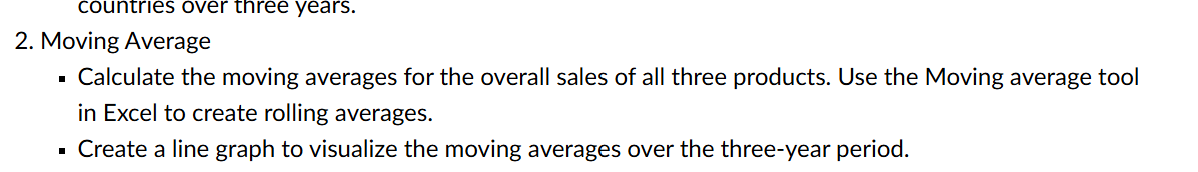 countries over three years.
2. Moving Average
▪ Calculate the moving averages for the overall sales of all three products. Use the Moving average tool
in Excel to create rolling averages.
▪ Create a line graph to visualize the moving averages over the three-year period.